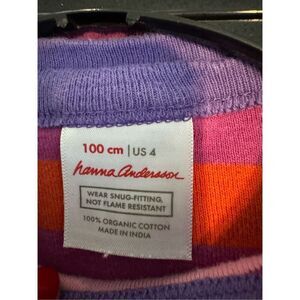 100 cm | US 4
hanna Andersson
WEAR SNUG-FITTING,
NOT FLAME RESISTANT
100% ORGANIC COTTON
MADE IN INDIA